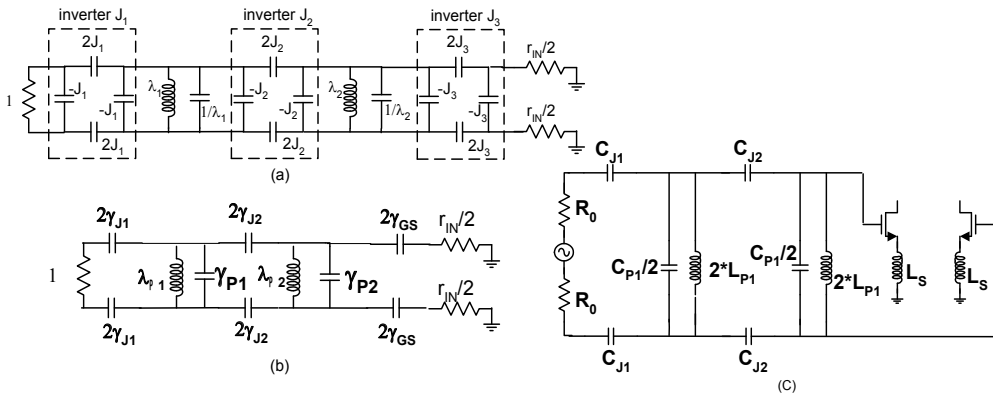 inverter J1 inverter J2 inverter J3
2J1 2J2 2J3
rIN/2
1 -J1 -J1 λ1 1/λ1 -J2 -J2 λ2 1/λ2 -J3 -J3
rIN/2
2J1 2J2 2J3
(a)
2γJ1 2γJ2 2γGS rIN/2
1 λρ1 γP1 λρ2 γP2
rIN/2
2γJ1 2γJ2 2γGS
(b)
CJ1 CJ2
R0
CP1/2 2*LP1 CP1/2 2*LP1 LS LS
R0
CJ1 CJ2
(C)